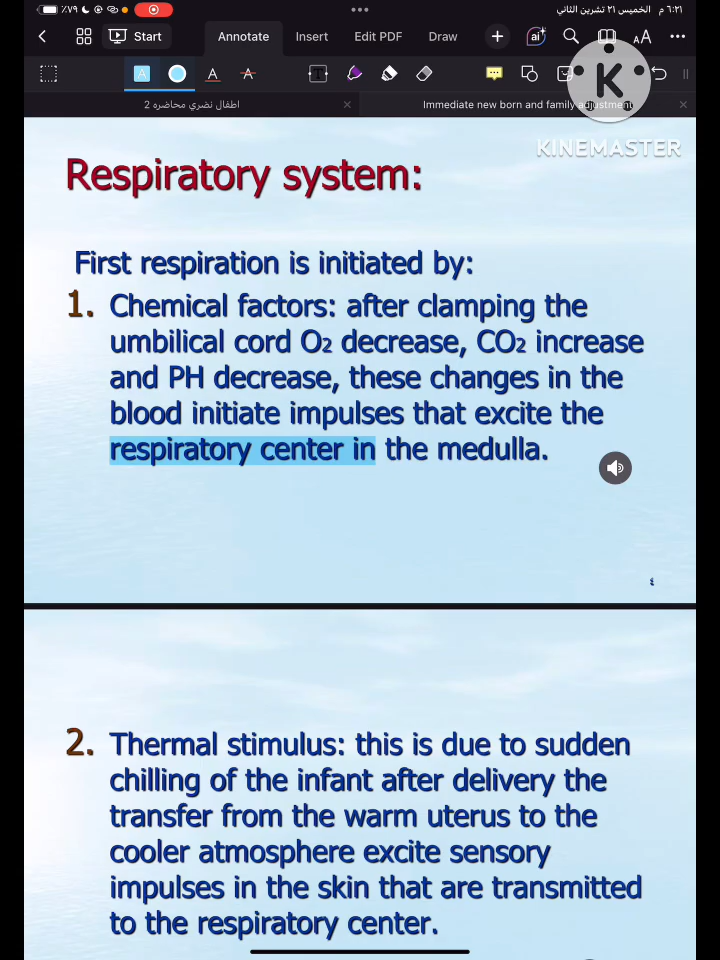 ٪٧٩ ٦:٢١ م الخميس ٢١ تشرين الثاني
Start Annotate Insert Edit PDF Draw ai AA
A A A T
اطفال نضري محاضره 2 Immediate new born and family adjustment
K
KINEMASTER
Respiratory system:
First respiration is initiated by:
1. Chemical factors: after clamping the
umbilical cord O2 decrease, CO2 increase
and PH decrease, these changes in the
blood initiate impulses that excite the
respiratory center in the medulla.
٤
2. Thermal stimulus: this is due to sudden
chilling of the infant after delivery the
transfer from the warm uterus to the
cooler atmosphere excite sensory
impulses in the skin that are transmitted
to the respiratory center.